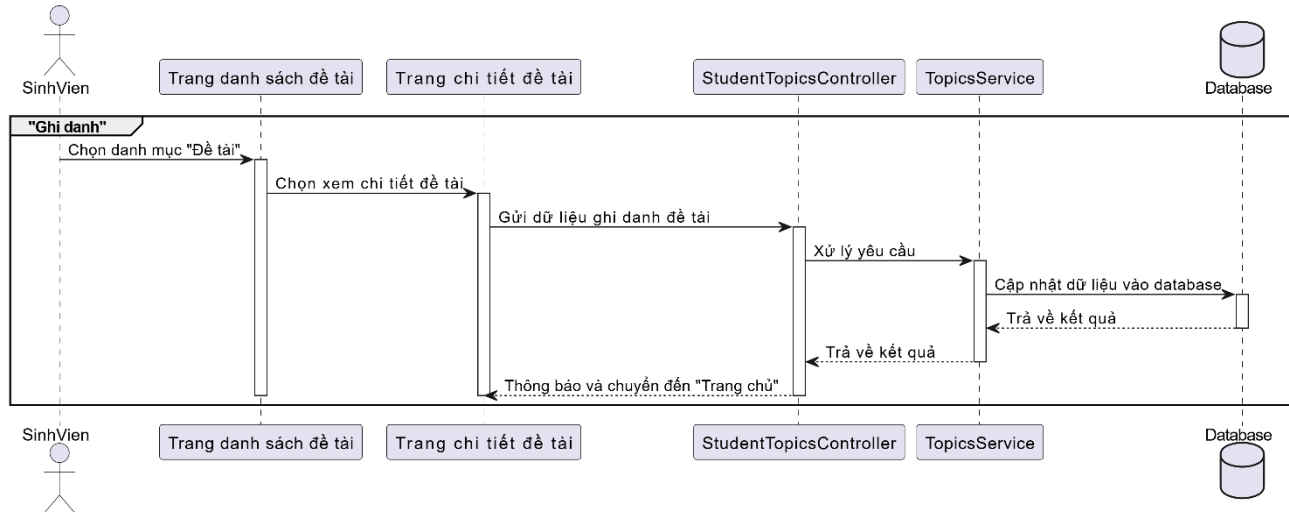 SinhVien
Trang danh sách đề tài
Trang chi tiết đề tài
StudentTopicsController
TopicsService
Database
"Ghi danh"
Chọn danh mục "Đề tài"
Chọn xem chi tiết đề tài
Gửi dữ liệu ghi danh đề tài
Xử lý yêu cầu
Cập nhật dữ liệu vào database
Trả về kết quả
Trả về kết quả
Thông báo và chuyển đến "Trang chủ"
SinhVien
Trang danh sách đề tài
Trang chi tiết đề tài
StudentTopicsController
TopicsService
Database